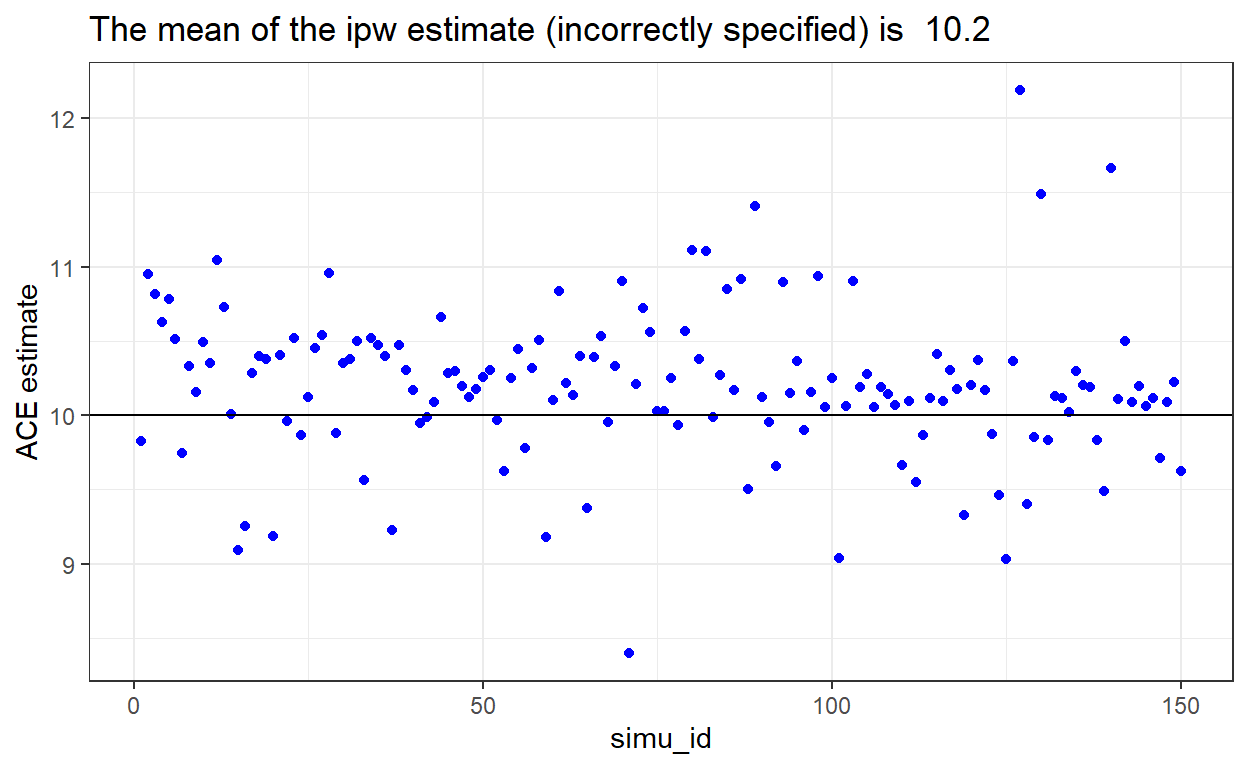 The mean of the ipw estimate (incorrectly specified) is  10.2
12
11
10
9
ACE estimate
0 50 100 150
simu_id